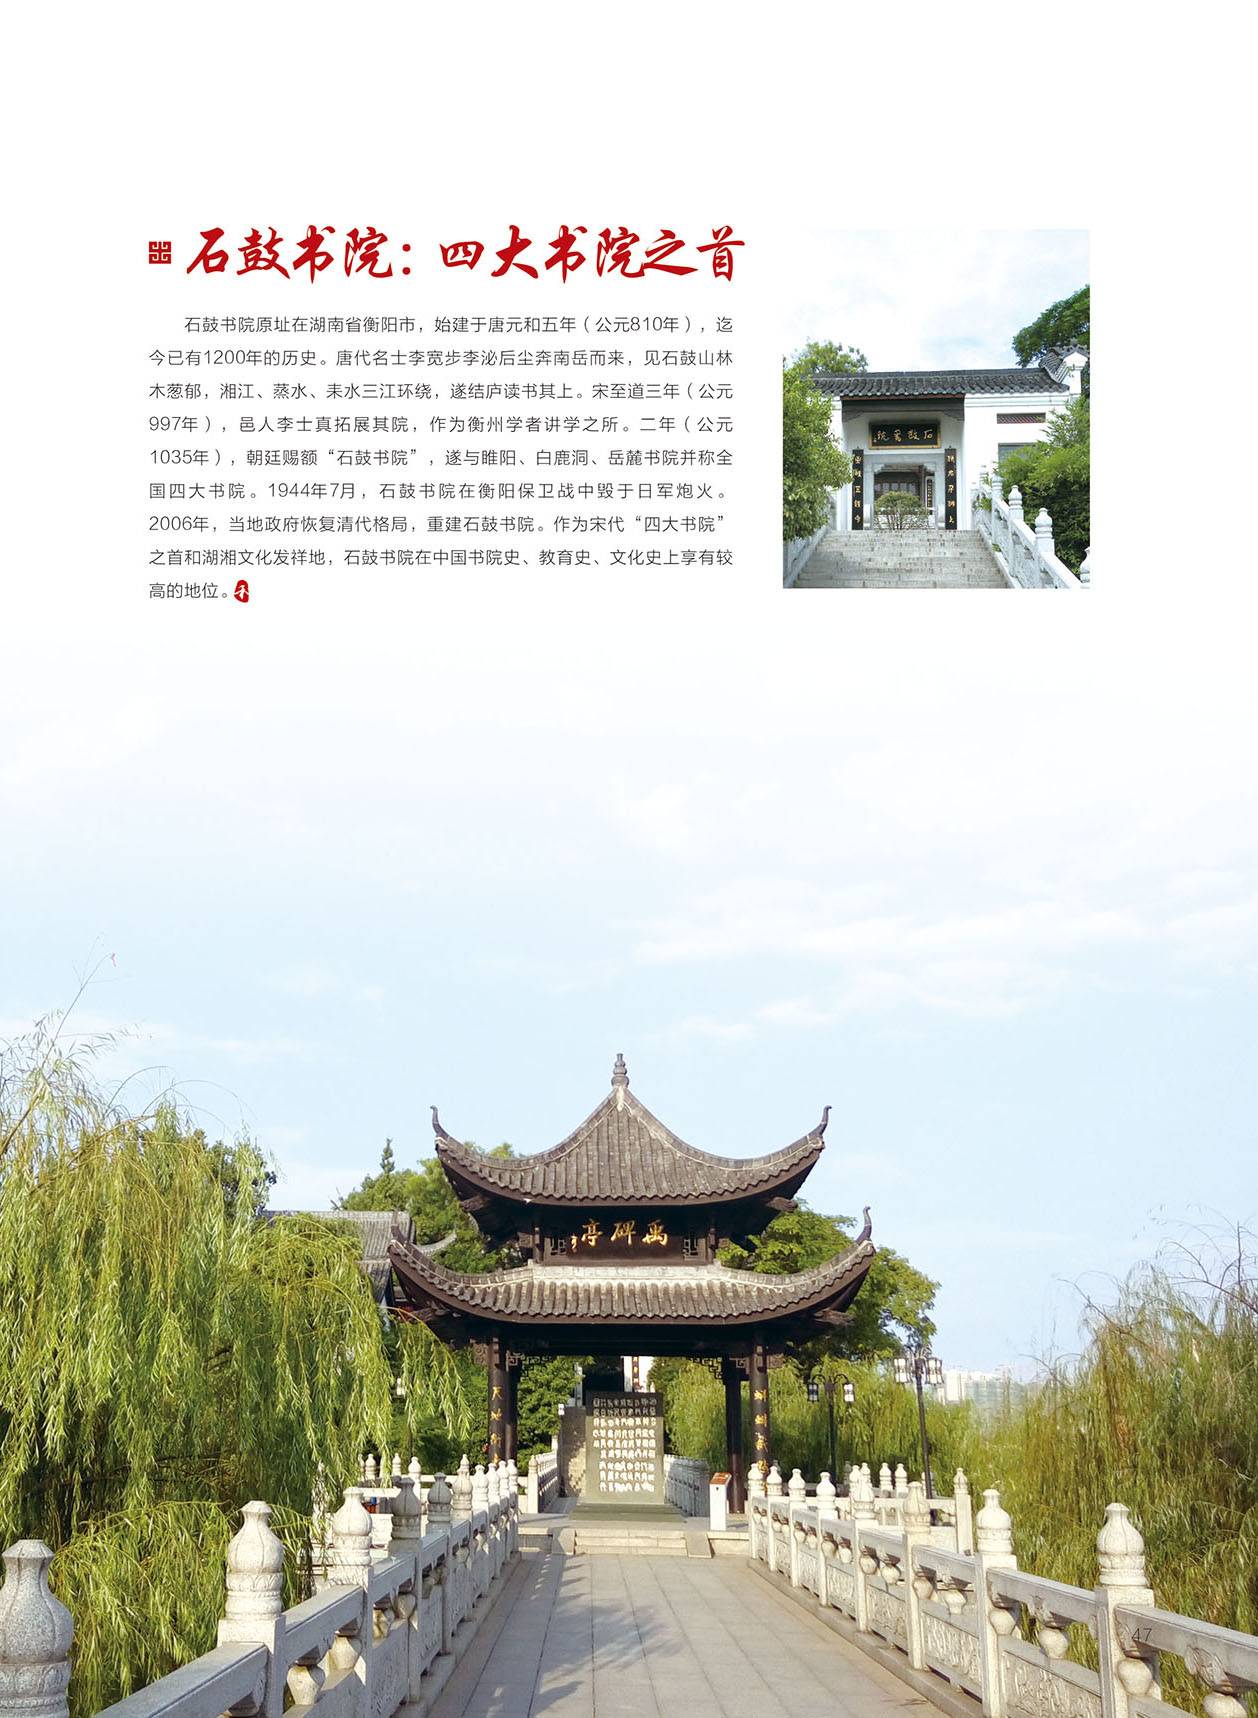 石鼓书院：四大书院之首
石鼓书院原址在湖南省衡阳市，始建于唐元和五年（公元810年），迄
今已有1200年的历史。唐代名士李宽步李泌后尘奔南岳而来，见石鼓山林
木葱郁，湘江、蒸水、耒水三江环绕，遂结庐读书其上。宋至道三年（公元
997年），邑人李士真拓展其院，作为衡州学者讲学之所。二年（公元
1035年），朝廷赐额“石鼓书院”，遂与睢阳、白鹿洞、岳麓书院并称全
国四大书院。1944年7月，石鼓书院在衡阳保卫战中毁于日军炮火。
2006年，当地政府恢复清代格局，重建石鼓书院。作为宋代“四大书院”
之首和湖湘文化发祥地，石鼓书院在中国书院史、教育史、文化史上享有较
高的地位。
石鼓書院
禹碑亭
47